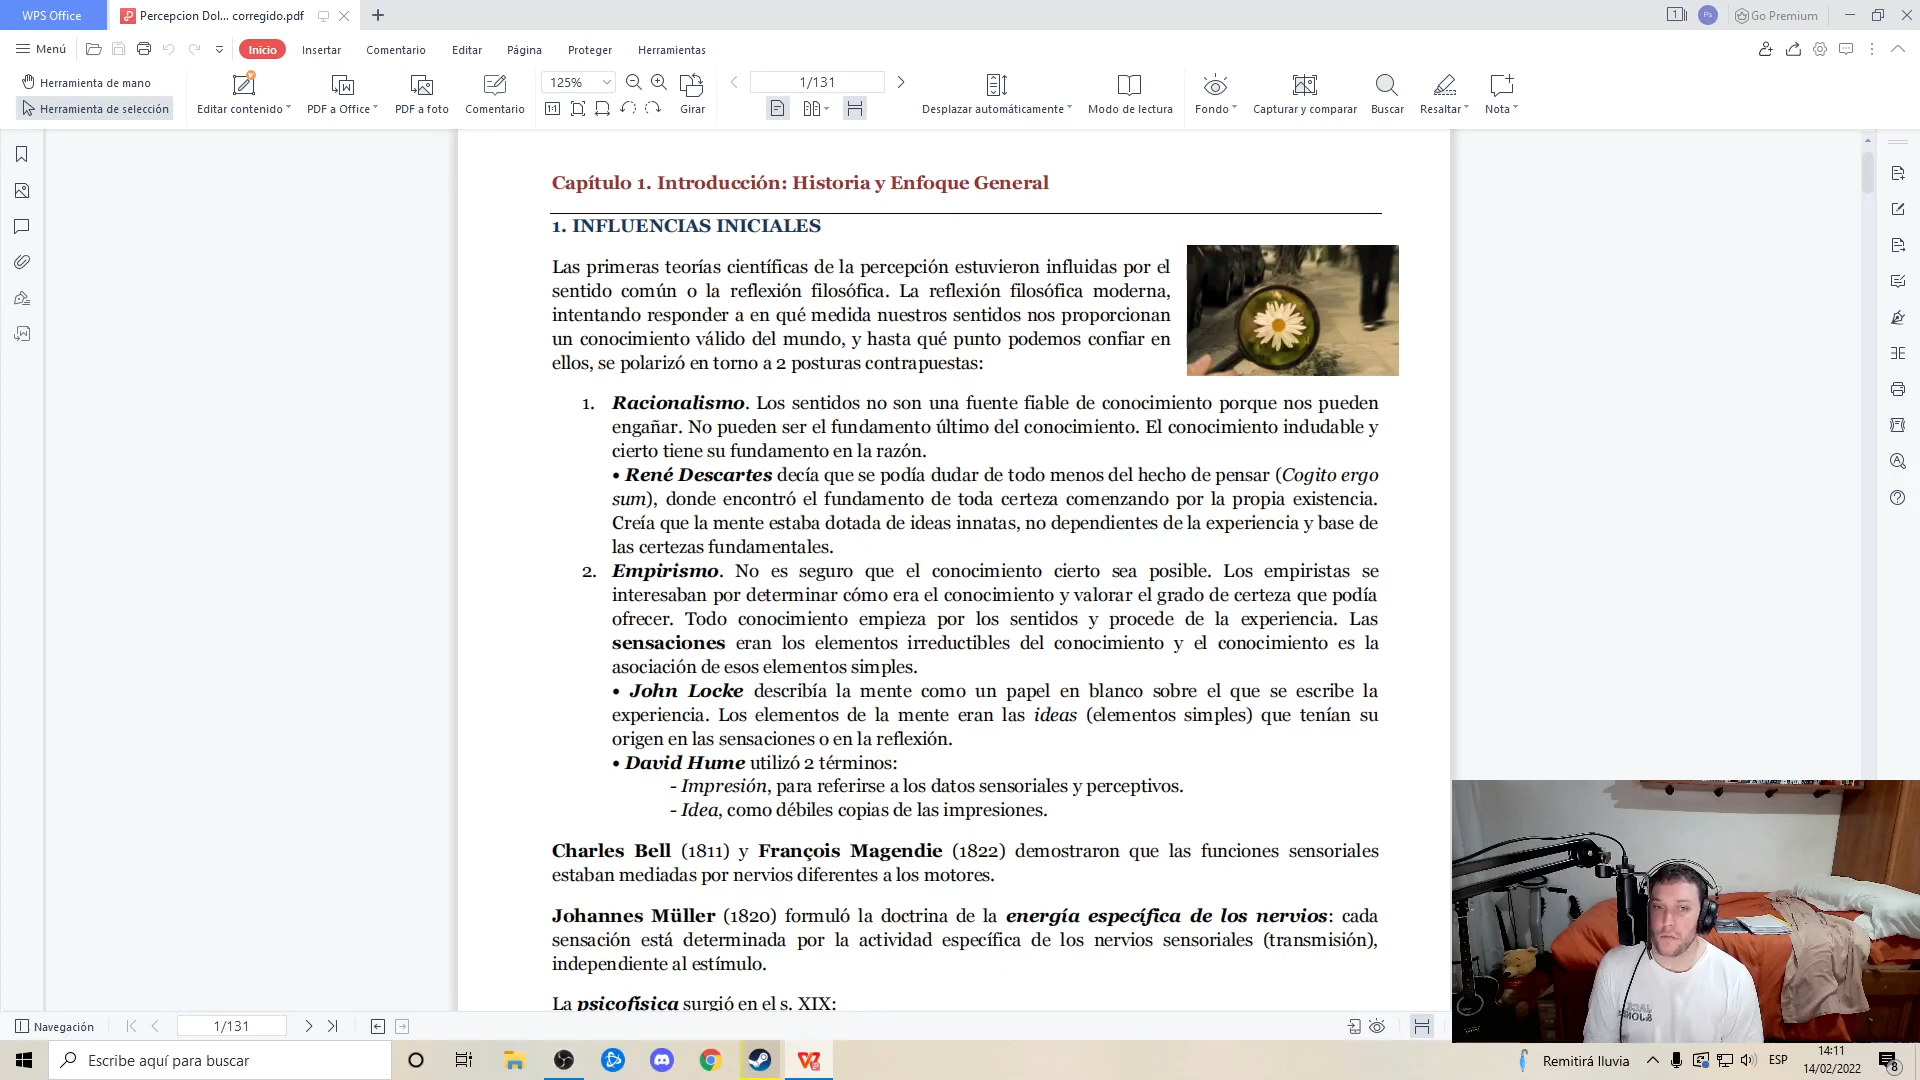 WPS Office
Percepcion Dol... corregido.pdf
1
Ps
Go Premium
Menú
Inicio
Insertar
Comentario
Editar
Página
Proteger
Herramientas
Herramienta de mano
Herramienta de selección
Editar contenido
PDF a Office
PDF a foto
Comentario
125%
Girar
1/131
Desplazar automáticamente
Modo de lectura
Fondo
Capturar y comparar
Buscar
Resaltar
Nota
Capítulo 1. Introducción: Historia y Enfoque General
1. INFLUENCIAS INICIALES
Las primeras teorías científicas de la percepción estuvieron influidas por el
sentido común o la reflexión filosófica. La reflexión filosófica moderna,
intentando responder a en qué medida nuestros sentidos nos proporcionan
un conocimiento válido del mundo, y hasta qué punto podemos confiar en
ellos, se polarizó en torno a 2 posturas contrapuestas:
1. Racionalismo. Los sentidos no son una fuente fiable de conocimiento porque nos pueden
engañar. No pueden ser el fundamento último del conocimiento. El conocimiento indudable y
cierto tiene su fundamento en la razón.
• René Descartes decía que se podía dudar de todo menos del hecho de pensar (Cogito ergo
sum), donde encontró el fundamento de toda certeza comenzando por la propia existencia.
Creía que la mente estaba dotada de ideas innatas, no dependientes de la experiencia y base de
las certezas fundamentales.
2. Empirismo. No es seguro que el conocimiento cierto sea posible. Los empiristas se
interesaban por determinar cómo era el conocimiento y valorar el grado de certeza que podía
ofrecer. Todo conocimiento empieza por los sentidos y procede de la experiencia. Las
sensaciones eran los elementos irreductibles del conocimiento y el conocimiento es la
asociación de esos elementos simples.
• John Locke describía la mente como un papel en blanco sobre el que se escribe la
experiencia. Los elementos de la mente eran las ideas (elementos simples) que tenían su
origen en las sensaciones o en la reflexión.
• David Hume utilizó 2 términos:
- Impresión, para referirse a los datos sensoriales y perceptivos.
- Idea, como débiles copias de las impresiones.
Charles Bell (1811) y François Magendie (1822) demostraron que las funciones sensoriales
estaban mediadas por nervios diferentes a los motores.
Johannes Müller (1820) formuló la doctrina de la energía específica de los nervios: cada
sensación está determinada por la actividad específica de los nervios sensoriales (transmisión),
independiente al estímulo.
La psicofísica surgió en el s. XIX:
Navegación
1/131
Escribe aquí para buscar
Remitirá lluvia
ESP
14:11
14/02/2022
8